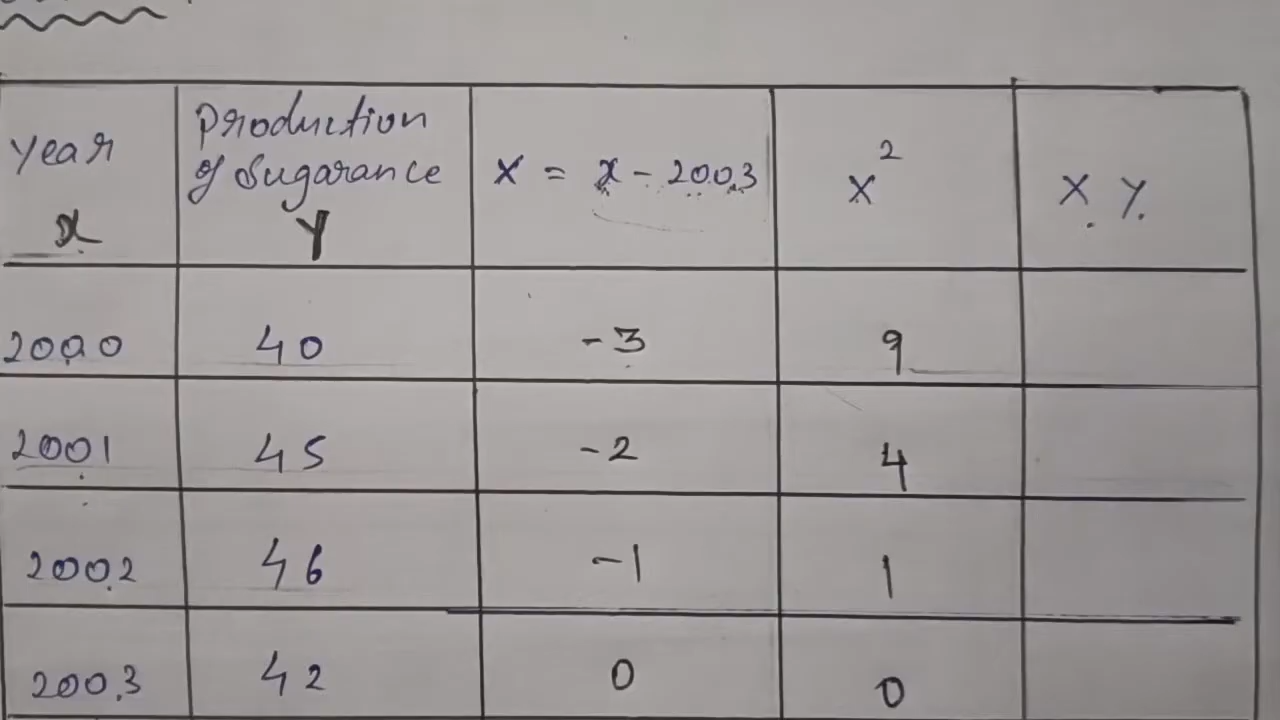 Year
x
Production
of Sugarance
Y
X = x - 2003
X²
X Y
2000 40 -3 9
2001 45 -2 4
2002 46 -1 1
2003 42 0 0